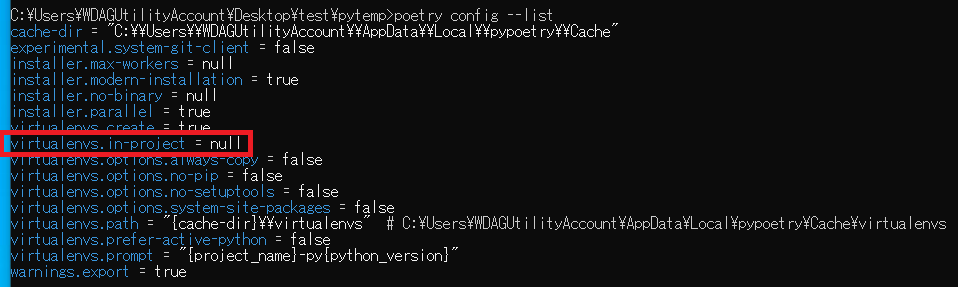 C:¥Users¥WDAGUtilityAccount¥Desktop¥test¥pytemp>poetry config --list
cache-dir = "C:¥¥Users¥¥WDAGUtilityAccount¥¥AppData¥¥Local¥¥pypoetry¥¥Cache"
experimental.system-git-client = false
installer.max-workers = null
installer.modern-installation = true
installer.no-binary = null
installer.parallel = true
virtualenvs.create = true
virtualenvs.in-project = null
virtualenvs.options.always-copy = false
virtualenvs.options.no-pip = false
virtualenvs.options.no-setuptools = false
virtualenvs.options.system-site-packages = false
virtualenvs.path = "{cache-dir}¥¥virtualenvs"  # C:¥Users¥WDAGUtilityAccount¥AppData¥Local¥pypoetry¥Cache¥virtualenvs
virtualenvs.prefer-active-python = false
virtualenvs.prompt = "{project_name}-py{python_version}"
warnings.export = true